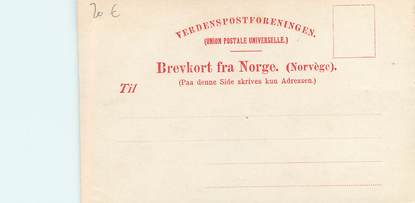 20 €
VERDENSPOSTFORENINGEN.
(UNION POSTALE UNIVERSELLE.)
Brevkort fra Norge. (Norvège).
(Paa denne Side skrives kun Adressen.)
Til